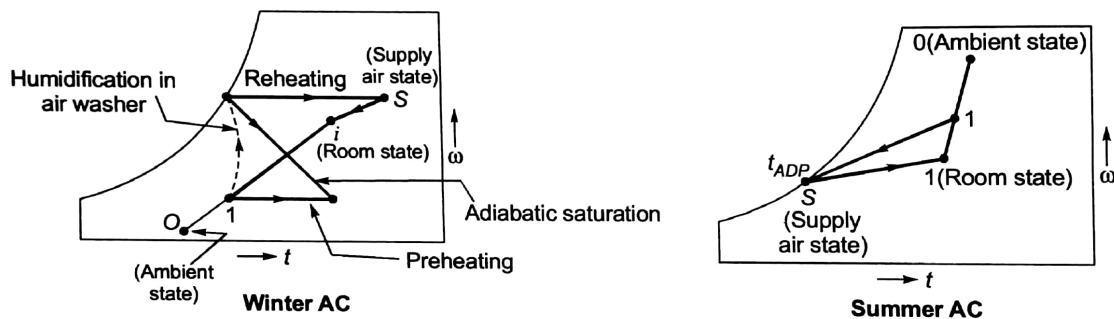 Humidification in
air washer
Reheating
(Supply
air state)
S
i
(Room state)
ω
1
O
Adiabatic saturation
Preheating
t
(Ambient
state)
Winter AC
0(Ambient state)
1
t_ADP
1(Room state)
S
(Supply
air state)
ω
t
Summer AC